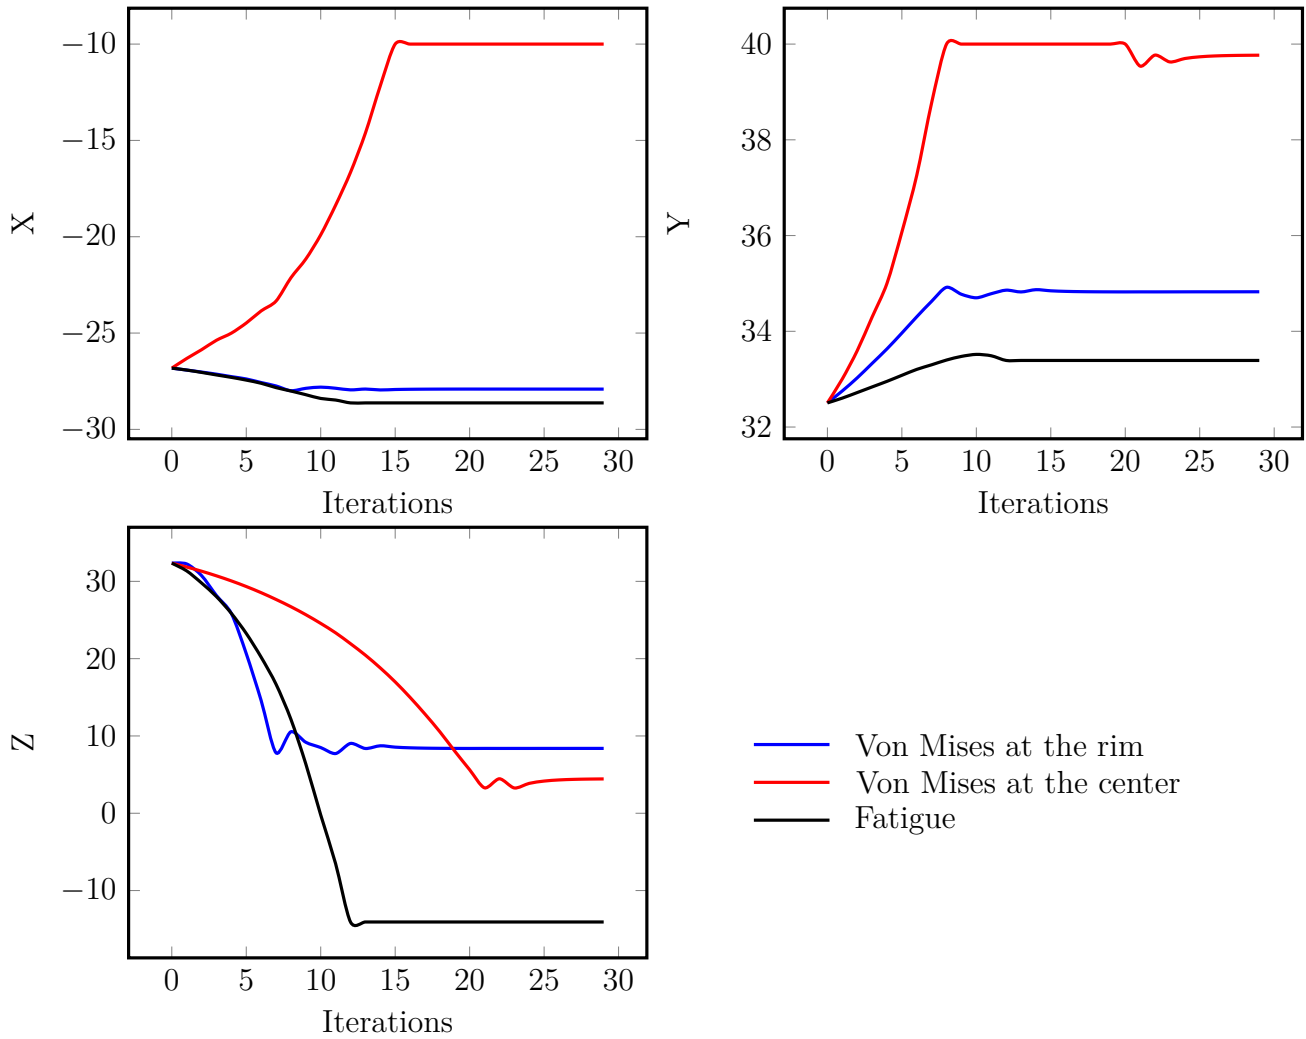 −10
−15
−20
−25
−30
X
0 5 10 15 20 25 30
Iterations
40
38
36
34
32
Y
0 5 10 15 20 25 30
Iterations
30
20
10
0
−10
Z
0 5 10 15 20 25 30
Iterations
Von Mises at the rim
Von Mises at the center
Fatigue